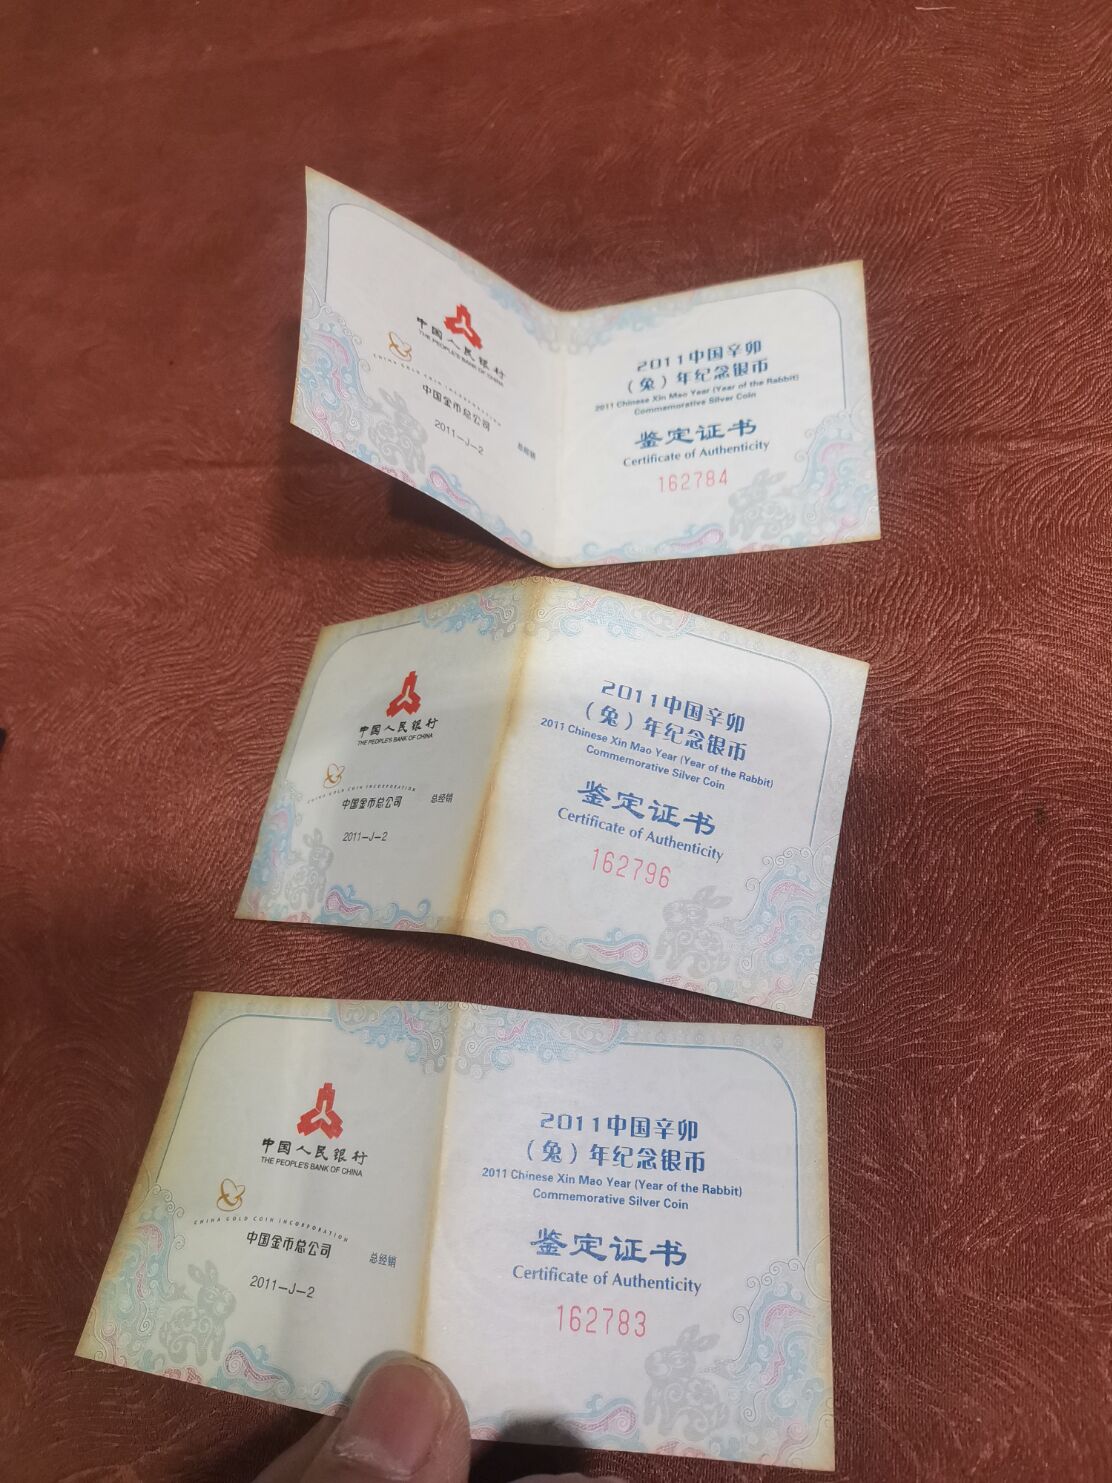 中国人民银行
THE PEOPLE'S BANK OF CHINA
CHINA GOLD COIN INCORPORATION
中国金币总公司 总经销
2011-J-2
2011中国辛卯
（兔）年纪念银币
2011 Chinese Xin Mao Year (Year of the Rabbit)
Commemorative Silver Coin
鉴定证书
Certificate of Authenticity
162784
中国人民银行
THE PEOPLE'S BANK OF CHINA
CHINA GOLD COIN INCORPORATION
中国金币总公司 总经销
2011-J-2
2011中国辛卯
（兔）年纪念银币
2011 Chinese Xin Mao Year (Year of the Rabbit)
Commemorative Silver Coin
鉴定证书
Certificate of Authenticity
162796
中国人民银行
THE PEOPLE'S BANK OF CHINA
CHINA GOLD COIN INCORPORATION
中国金币总公司 总经销
2011-J-2
2011中国辛卯
（兔）年纪念银币
2011 Chinese Xin Mao Year (Year of the Rabbit)
Commemorative Silver Coin
鉴定证书
Certificate of Authenticity
162783